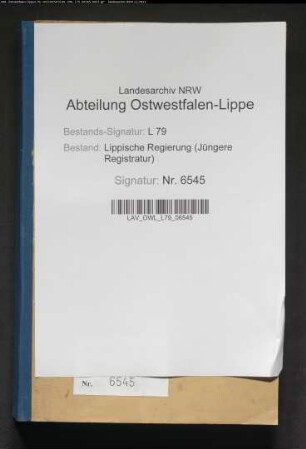 Landesarchiv NRW
Abteilung Ostwestfalen-Lippe
Bestands-Signatur: L 79
Bestand: Lippische Regierung (Jüngere
Registratur)
Signatur: Nr. 6545
LAV_OWL_L79_06545
Nr. 6545